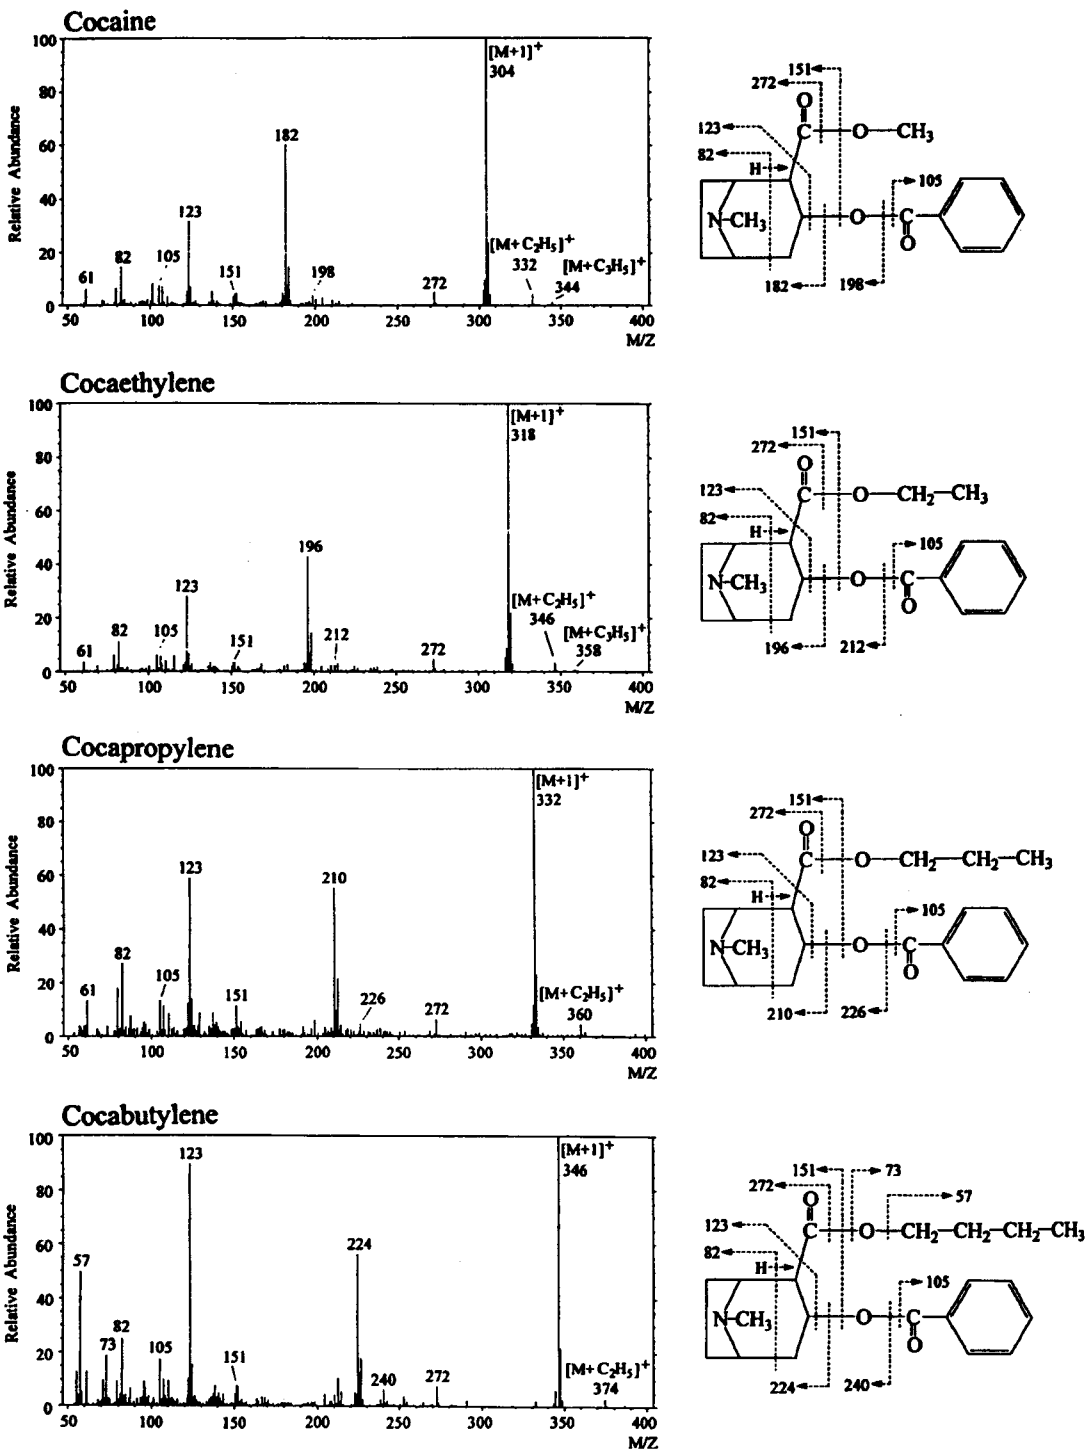 Cocaine
100
80
60
40
20
0
Relative Abundance
[M+1]+
304
182
123
82
105
61
151
198
272
[M+C2H5]+
332
[M+C3H5]+
344
50 100 150 200 250 300 350 400
M/Z
151
272
O
C O CH3
123
82
H
105
N CH3
O C
O
182 198
Cocaethylene
100
80
60
40
20
0
Relative Abundance
[M+1]+
318
196
123
82
105
61
151
212
272
[M+C2H5]+
346
[M+C3H5]+
358
50 100 150 200 250 300 350 400
M/Z
151
272
O
C O CH2 CH3
123
82
H
105
N CH3
O C
O
196 212
Cocapropylene
100
80
60
40
20
0
Relative Abundance
[M+1]+
332
123
210
82
105
61
151
226
272
[M+C2H5]+
360
50 100 150 200 250 300 350 400
M/Z
151
272
O
C O CH2 CH2 CH3
123
82
H
105
N CH3
O C
O
210 226
Cocabutylene
100
80
60
40
20
0
Relative Abundance
[M+1]+
346
123
224
57
82
73
105
151
240
272
[M+C2H5]+
374
50 100 150 200 250 300 350 400
M/Z
151 73
272 57
O
C O CH2 CH2 CH2 CH3
123
82
H
105
N CH3
O C
O
224 240